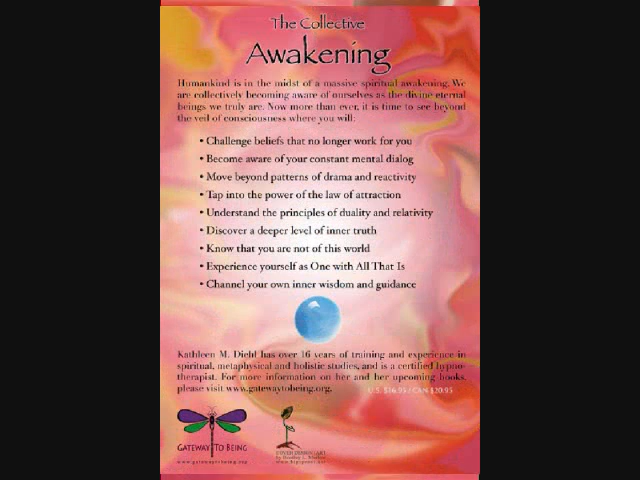 The Collective
Awakening
Humankind is in the midst of a massive spiritual awakening. We
are collectively becoming aware of ourselves as the divine eternal
beings we truly are. Now more than ever, it is time to see beyond
the veil of consciousness where you will:
• Challenge beliefs that no longer work for you
• Become aware of your constant mental dialog
• Move beyond patterns of drama and reactivity
• Tap into the power of the law of attraction
• Understand the principles of duality and relativity
• Discover a deeper level of inner truth
• Know that you are not of this world
• Experience yourself as One with All That Is
• Channel your own inner wisdom and guidance
Kathleen M. Diehl has over 16 years of training and experience in
spiritual, metaphysical and holistic studies, and is a certified hypno-
therapist. For more information on her and her upcoming books,
please visit www.gatewaytobeing.org.
U.S. $16.95 / CAN $20.95
GATEWAY TO BEING
www.gatewaytobeing.org